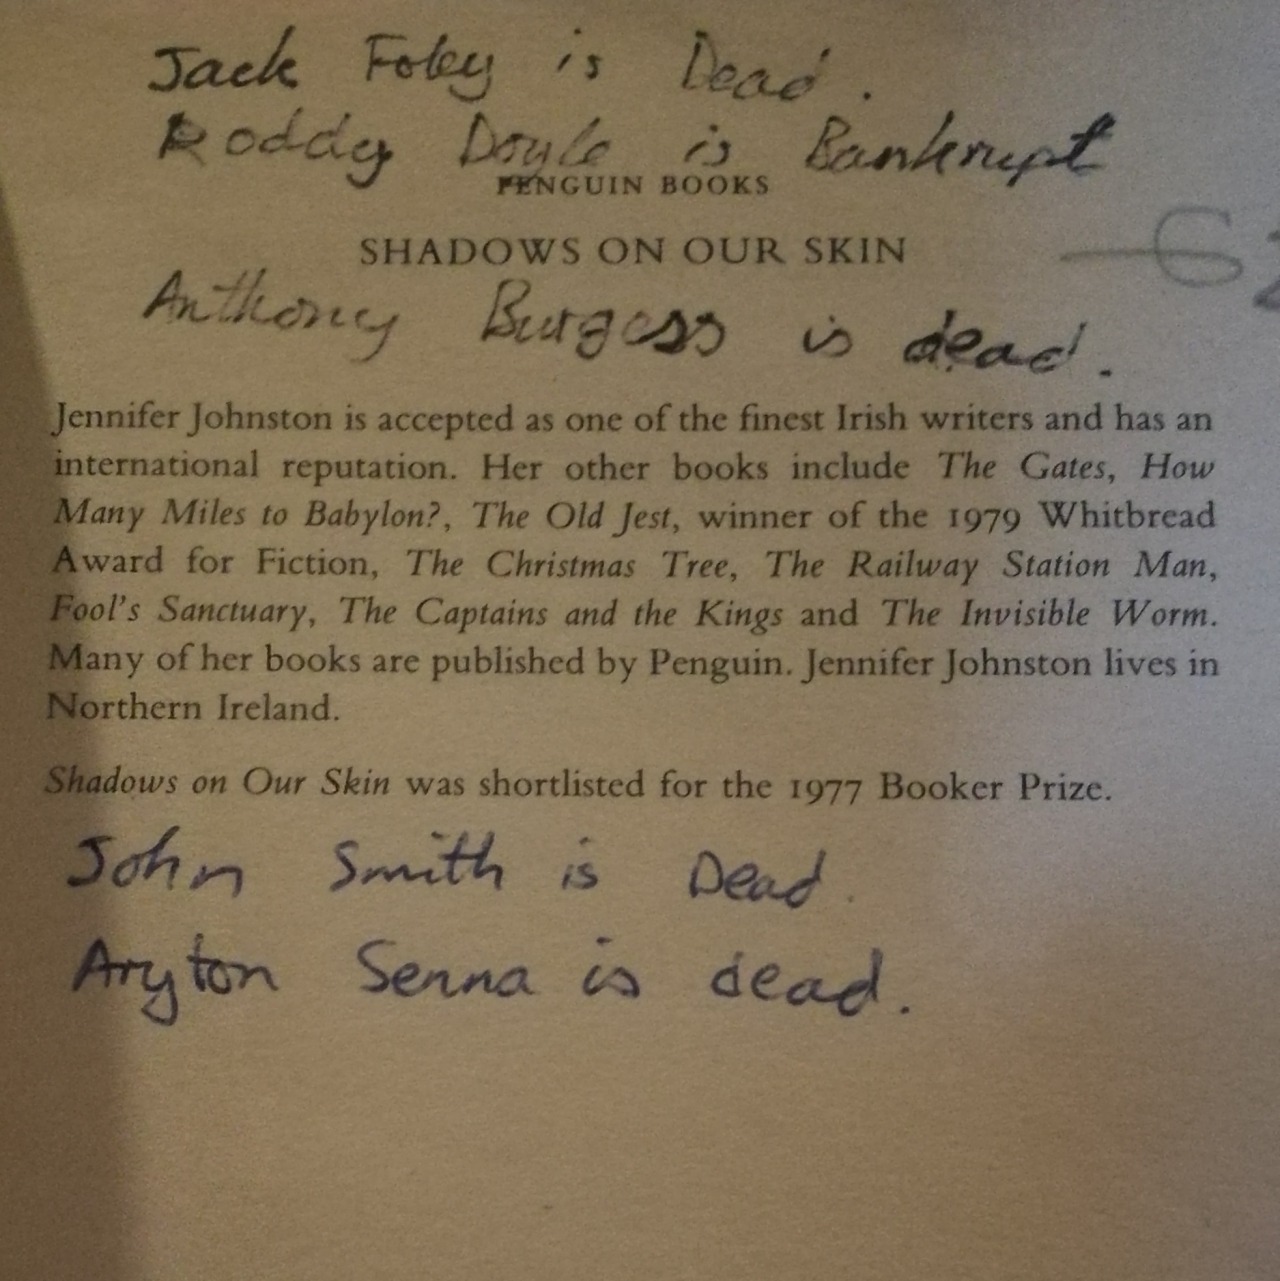 Jack Foley is Dead.
Roddy Doyle is Bankrupt
PENGUIN BOOKS
SHADOWS ON OUR SKIN
Anthony Burgess is dead.
Jennifer Johnston is accepted as one of the finest Irish writers and has an
international reputation. Her other books include The Gates, How
Many Miles to Babylon?, The Old Jest, winner of the 1979 Whitbread
Award for Fiction, The Christmas Tree, The Railway Station Man,
Fool's Sanctuary, The Captains and the Kings and The Invisible Worm.
Many of her books are published by Penguin. Jennifer Johnston lives in
Northern Ireland.
Shadows on Our Skin was shortlisted for the 1977 Booker Prize.
John Smith is Dead.
Aryton Senna is dead.